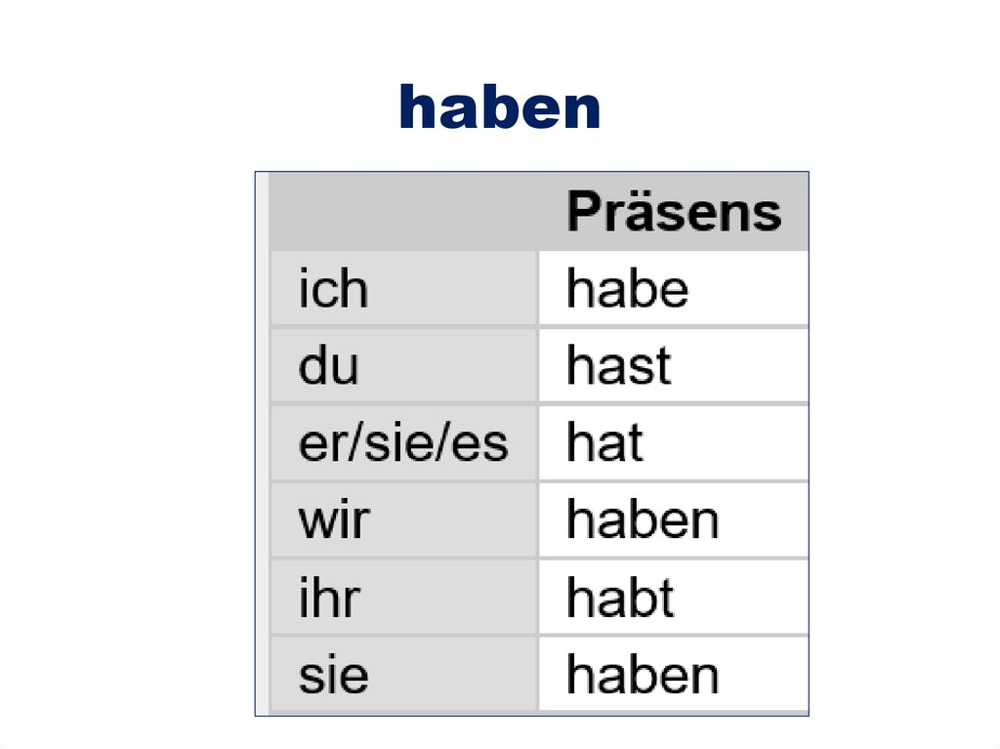 haben
Präsens
ich habe
du hast
er/sie/es hat
wir haben
ihr habt
sie haben